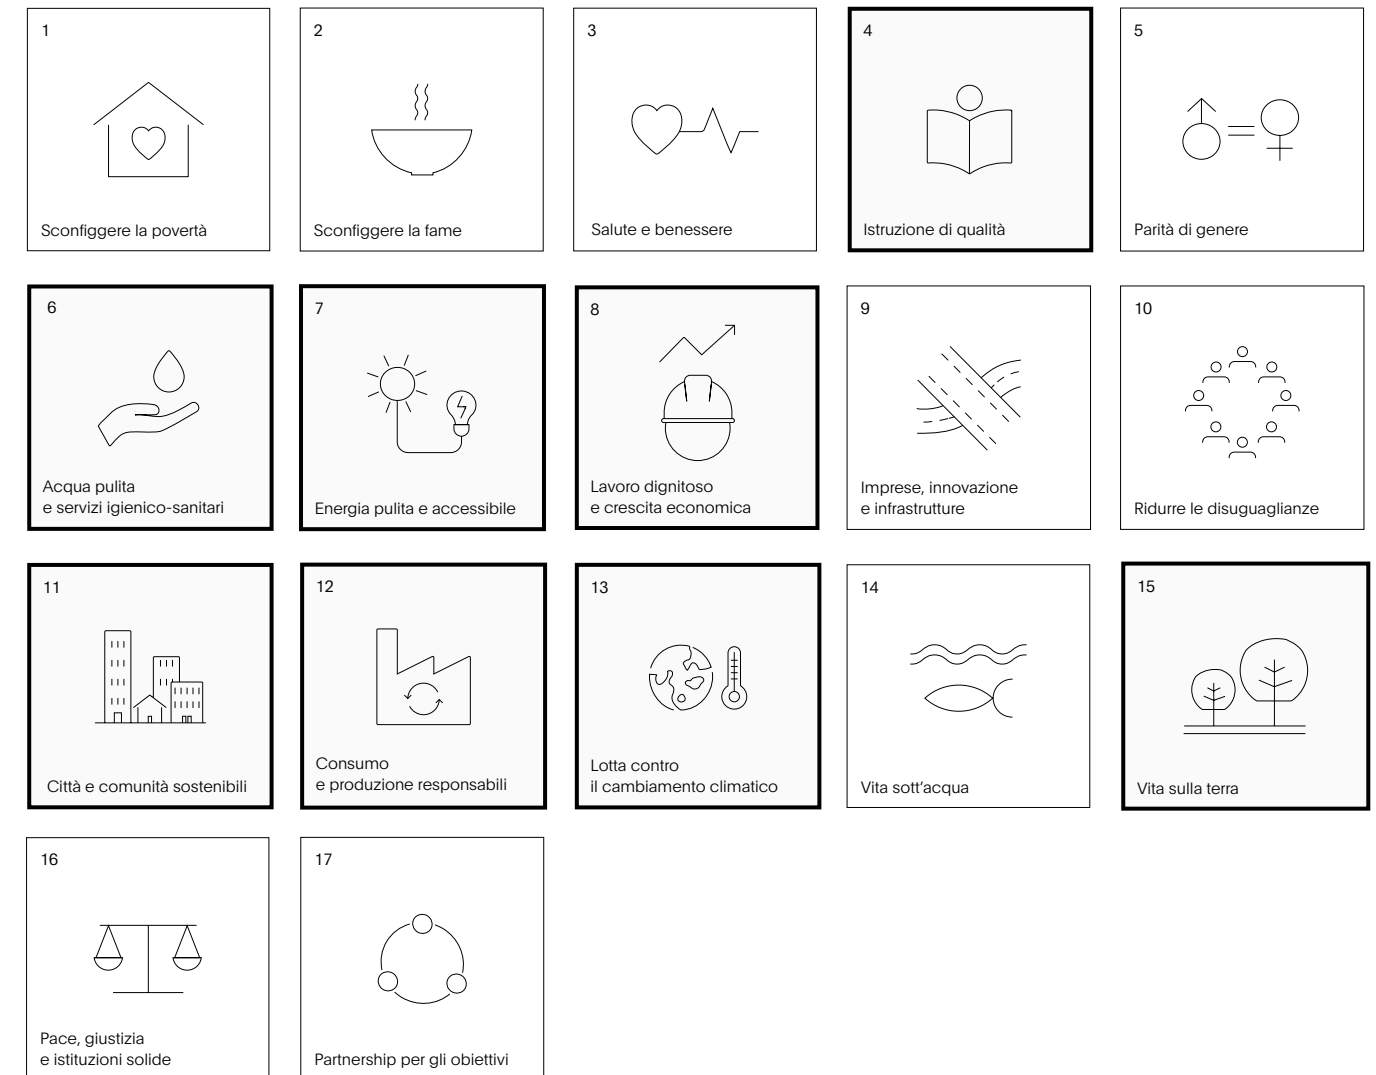 1
Sconfiggere la povertà
2
Sconfiggere la fame
3
Salute e benessere
4
Istruzione di qualità
5
Parità di genere
6
Acqua pulita
e servizi igienico-sanitari
7
Energia pulita e accessibile
8
Lavoro dignitoso
e crescita economica
9
Imprese, innovazione
e infrastrutture
10
Ridurre le disuguaglianze
11
Città e comunità sostenibili
12
Consumo
e produzione responsabili
13
Lotta contro
il cambiamento climatico
14
Vita sott'acqua
15
Vita sulla terra
16
Pace, giustizia
e istituzioni solide
17
Partnership per gli obiettivi